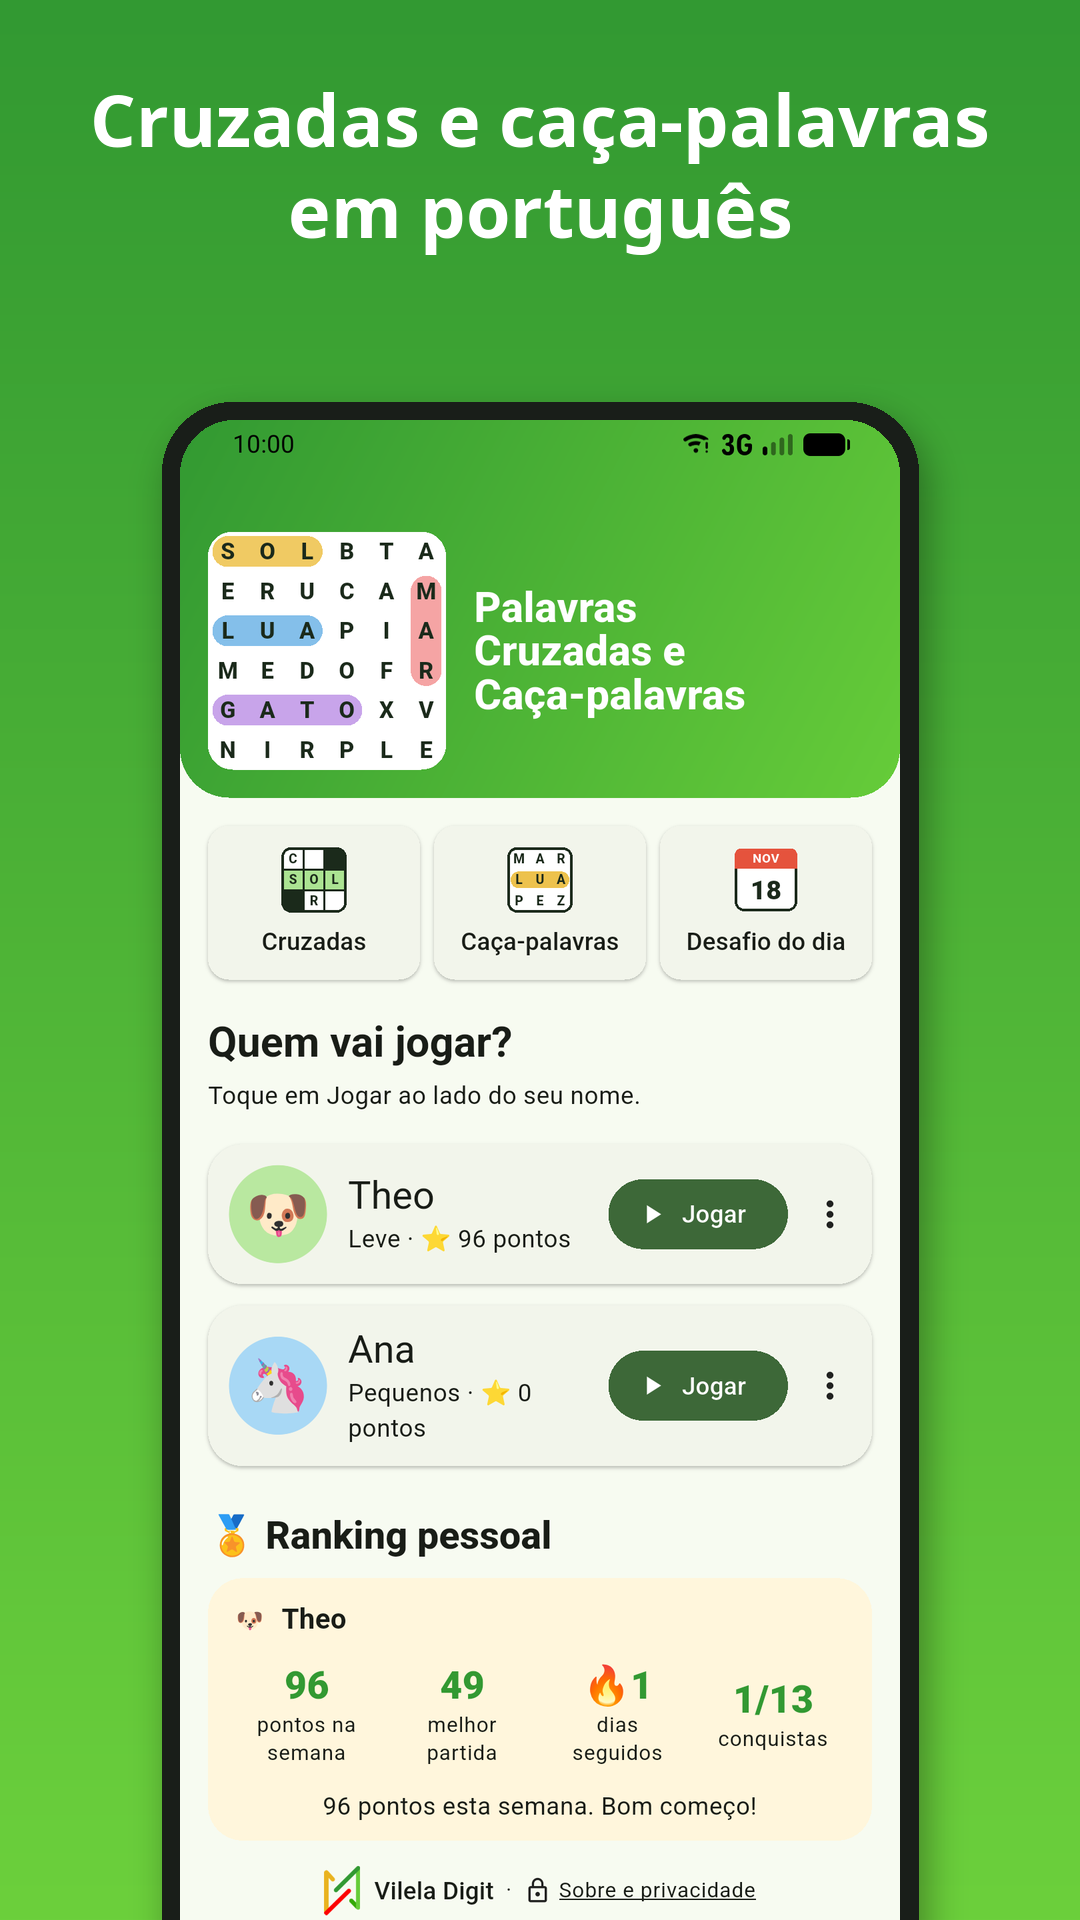 Cruzadas e caça-palavras
em português
10:00
3G
S O L B T A
E R U C A M
L U A P I A
M E D O F R
G A T O X V
N I R P L E
Palavras
Cruzadas e
Caça-palavras
C
S O L
R
Cruzadas
M A R
L U A
P E Z
Caça-palavras
NOV
18
Desafio do dia
Quem vai jogar?
Toque em Jogar ao lado do seu nome.
Theo
Leve · ⭐ 96 pontos
Jogar
Ana
Pequenos · ⭐ 0
pontos
Jogar
Ranking pessoal
Theo
96
pontos na
semana
49
melhor
partida
🔥1
dias
seguidos
1/13
conquistas
96 pontos esta semana. Bom começo!
Vilela Digit · Sobre e privacidade